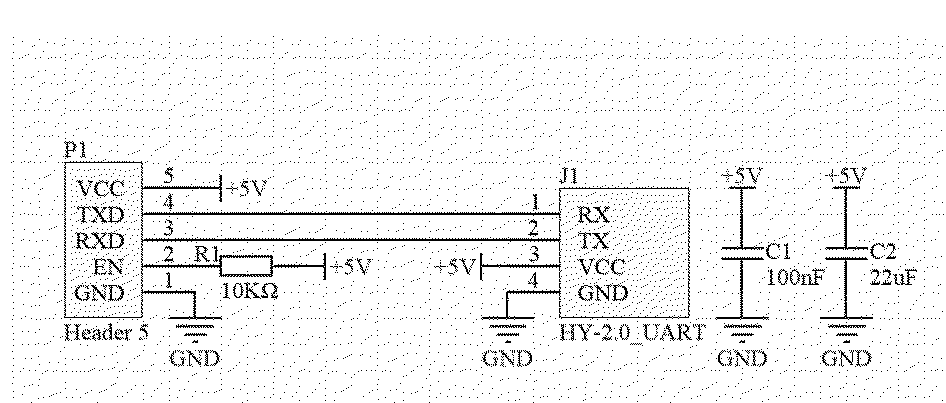 P1
VCC 5 +5V
TXD 4
RXD 3
EN 2 R1 +5V
10KΩ
GND 1
Header 5
GND
J1
1 RX
2 TX
+5V 3 VCC
4 GND
HY-2.0_UART
GND
+5V
C1
100nF
GND
+5V
C2
22uF
GND